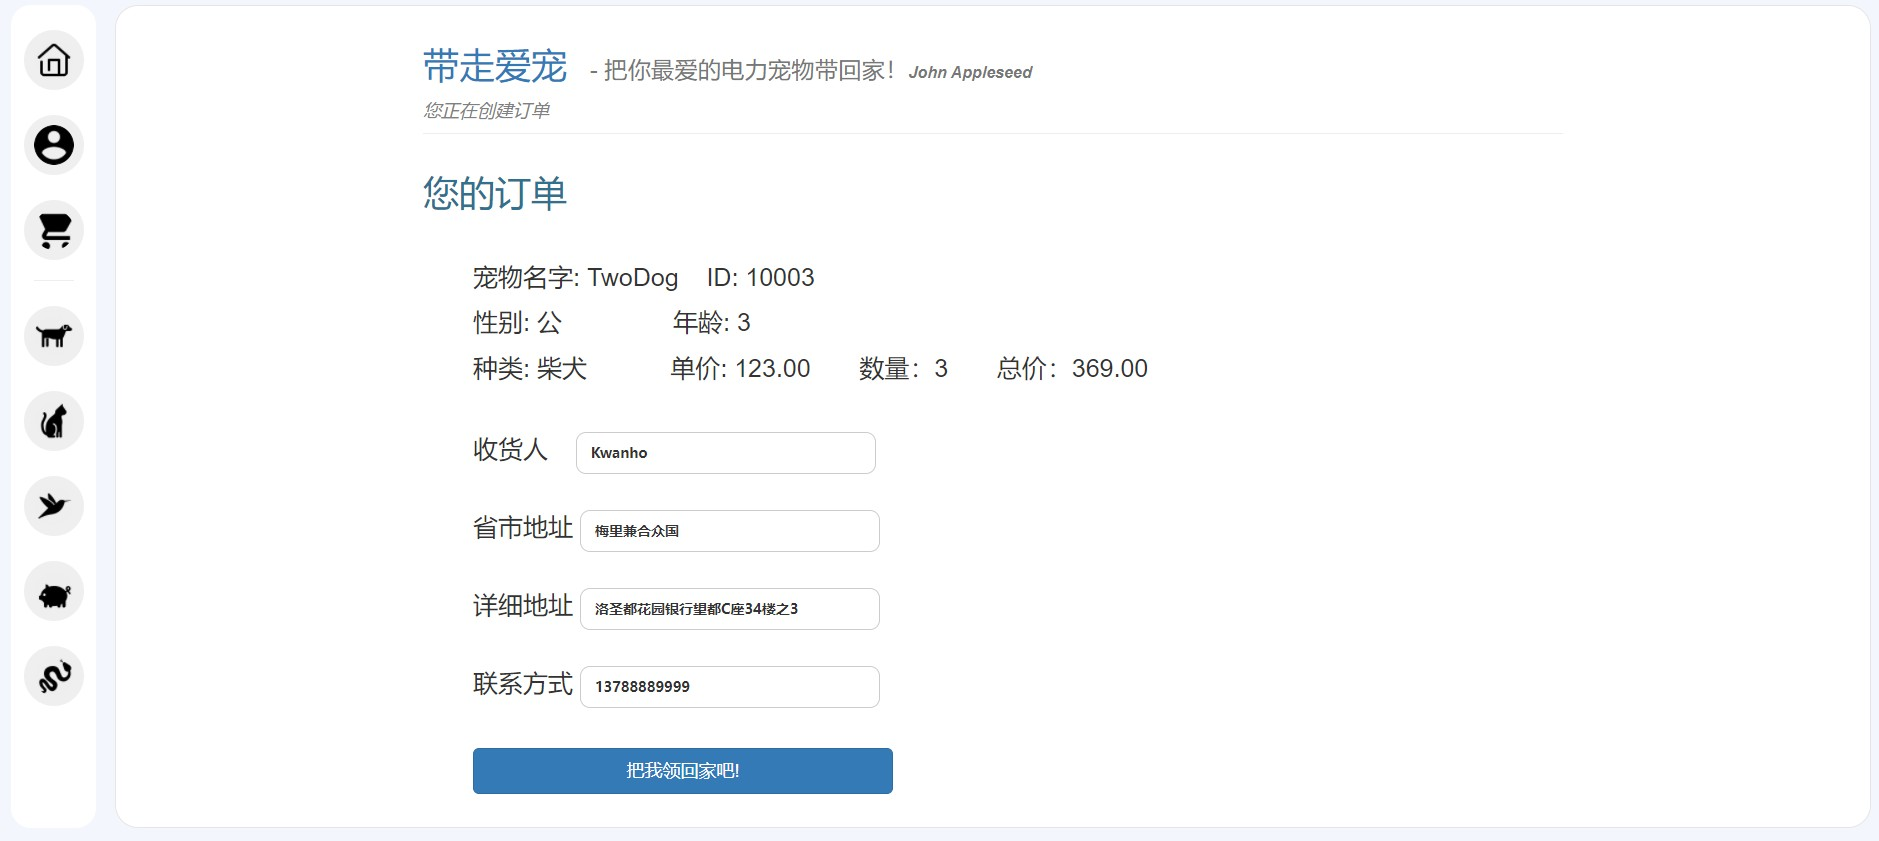 带走爱宠 - 把你最爱的电力宠物带回家！John Appleseed
您正在创建订单
您的订单
宠物名字: TwoDog ID: 10003
性别: 公 年龄: 3
种类: 柴犬 单价: 123.00 数量：3 总价：369.00
收货人 Kwanho
省市地址 梅里兼合众国
详细地址 洛圣都花园银行望都C座34楼之3
联系方式 13788889999
把我领回家吧!